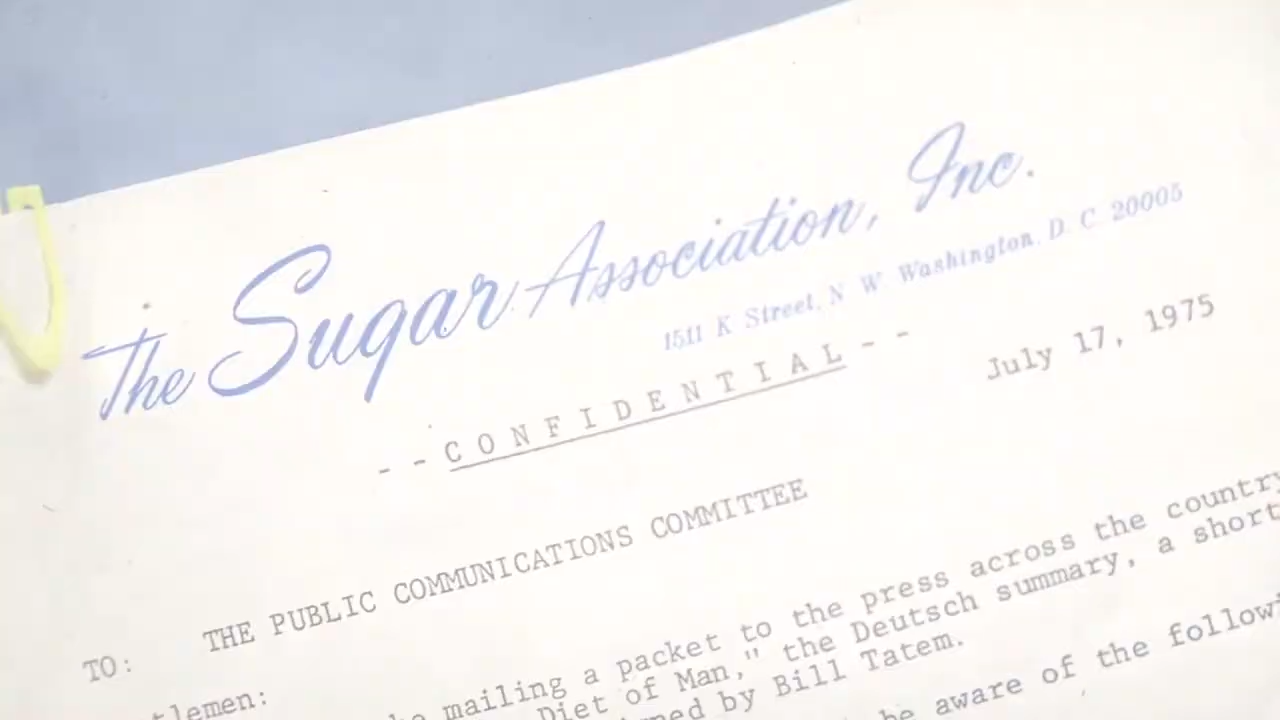 The Sugar Association, Inc.
1511 K Street, N. W. Washington, D. C. 20005
--CONFIDENTIAL--
July 17, 1975
TO: THE PUBLIC COMMUNICATIONS COMMITTEE
mailing a packet to the press across the country
Diet of Man," the Deutsch summary, a short
by Bill Tatem.
be aware of the